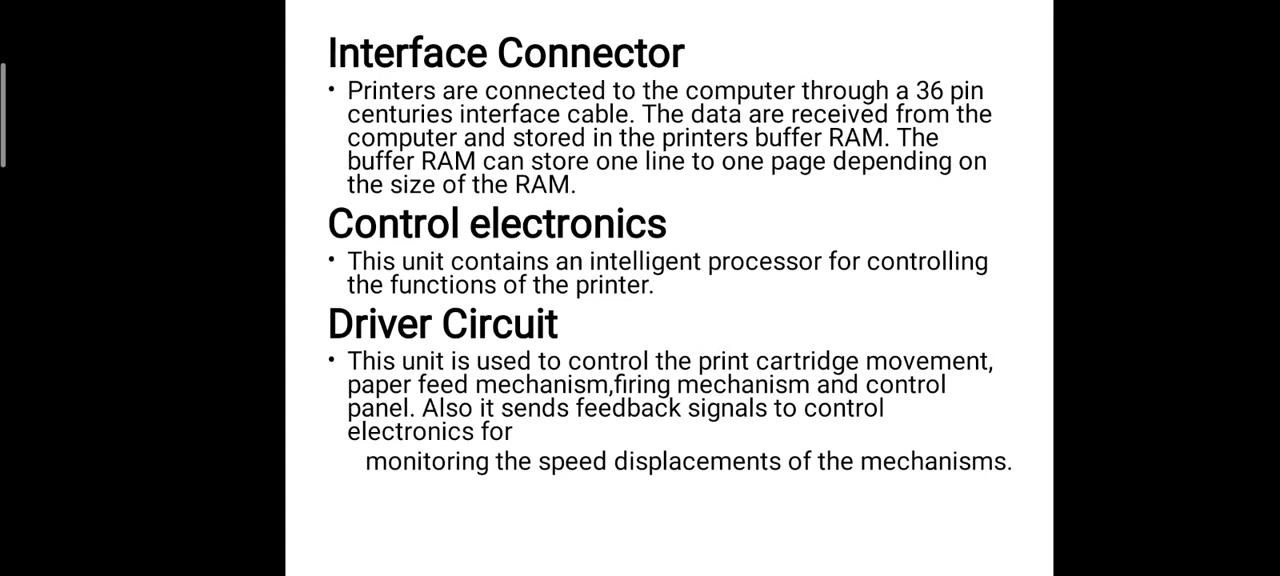 Interface Connector
• Printers are connected to the computer through a 36 pin
centuries interface cable. The data are received from the
computer and stored in the printers buffer RAM. The
buffer RAM can store one line to one page depending on
the size of the RAM.
Control electronics
• This unit contains an intelligent processor for controlling
the functions of the printer.
Driver Circuit
• This unit is used to control the print cartridge movement,
paper feed mechanism,firing mechanism and control
panel. Also it sends feedback signals to control
electronics for
monitoring the speed displacements of the mechanisms.